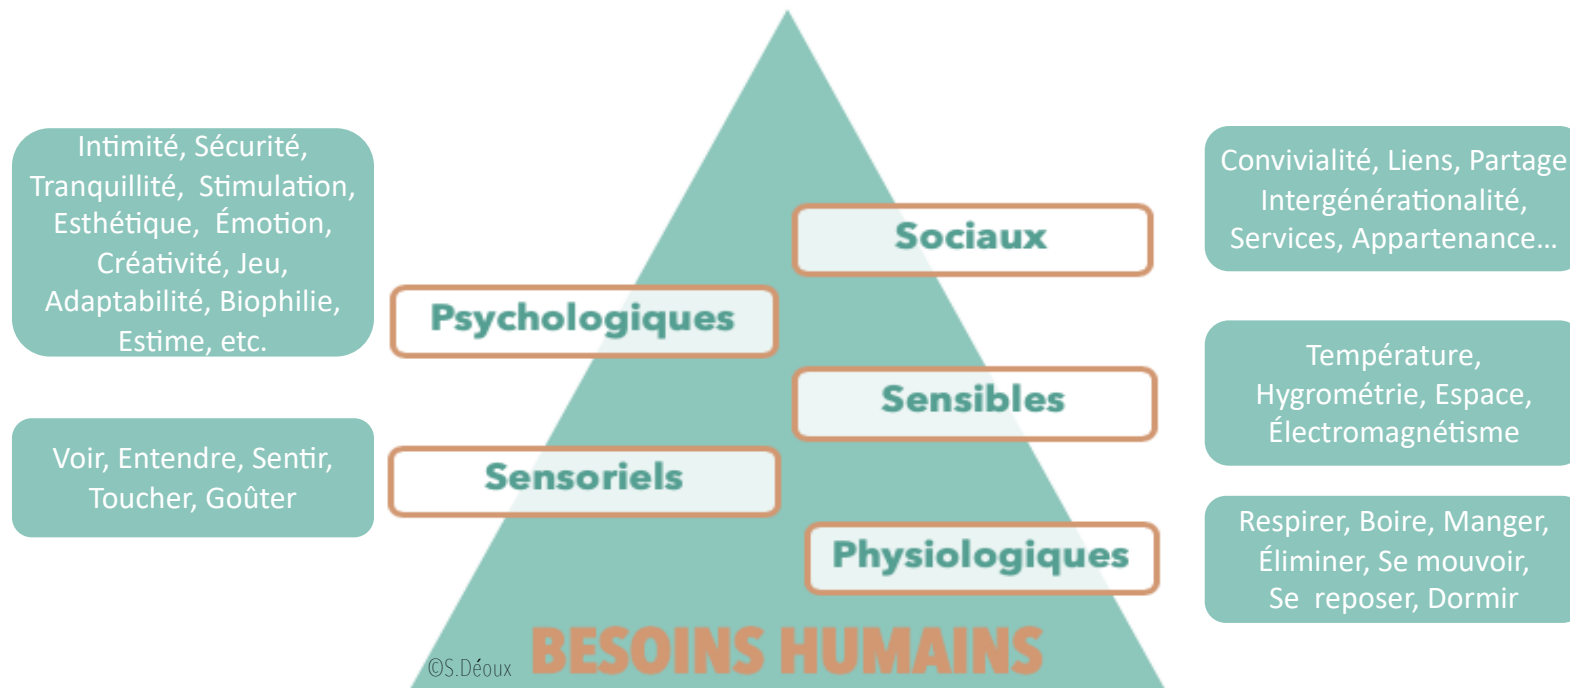 Intimité, Sécurité,
Tranquillité, Stimulation,
Esthétique, Émotion,
Créativité, Jeu,
Adaptabilité, Biophilie,
Estime, etc.
Convivialité, Liens, Partage
Intergénérationalité,
Services, Appartenance...
Sociaux
Psychologiques
Température,
Hygrométrie, Espace,
Électromagnétisme
Sensibles
Voir, Entendre, Sentir,
Toucher, Goûter
Sensoriels
Respirer, Boire, Manger,
Éliminer, Se mouvoir,
Se reposer, Dormir
Physiologiques
BESOINS HUMAINS
©S.Déoux